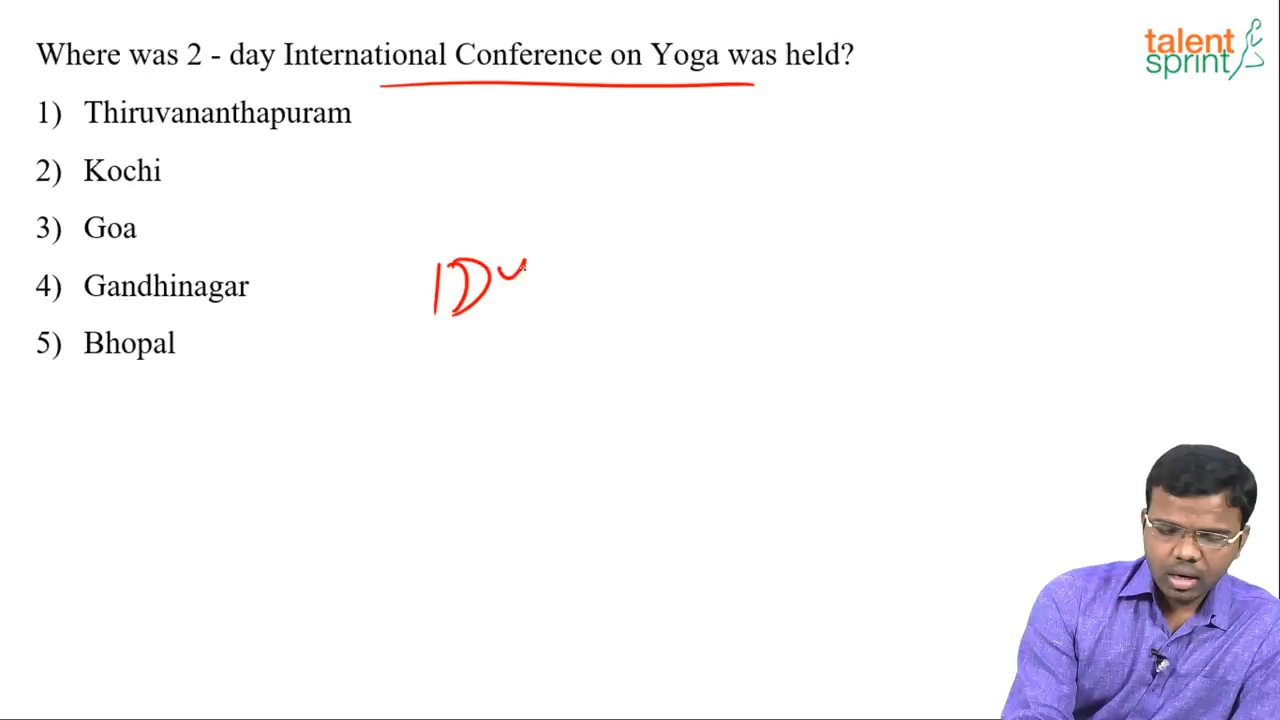 Where was 2 - day International Conference on Yoga was held?
talent
sprint
1) Thiruvananthapuram
2) Kochi
3) Goa
4) Gandhinagar
5) Bhopal